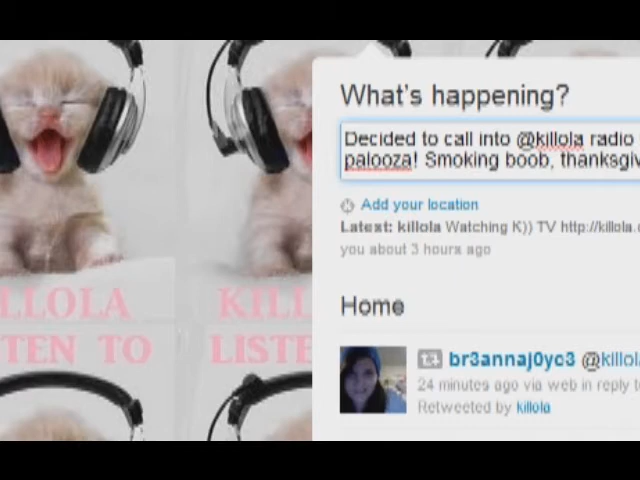 What's happening?
Decided to call into @killola radio
palooza! Smoking boob, thanksgiv
Add your location
Latest: killola Watching K)) TV http://killola.
you about 3 hours ago
LLOLA KILL
TEN TO LISTE
Home
br3annaj0yc3 @killola
24 minutes ago via web in reply to
Retweeted by killola